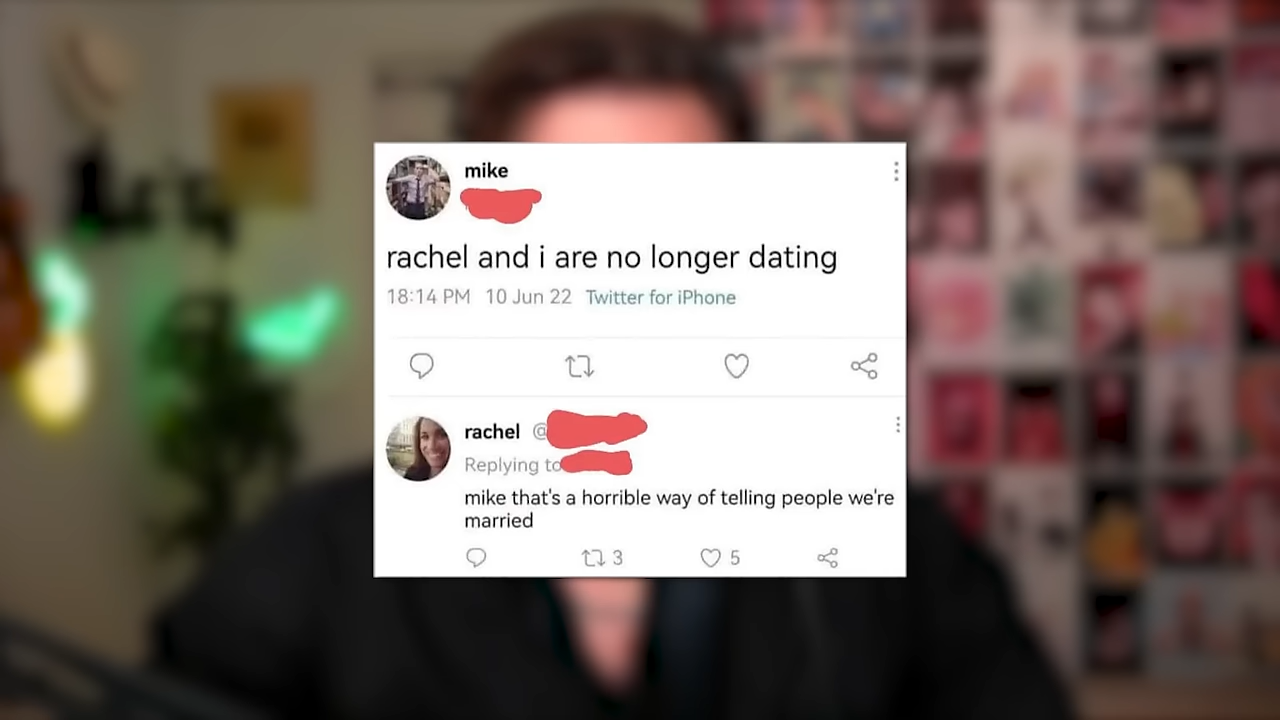 mike
rachel and i are no longer dating
18:14 PM 10 Jun 22 Twitter for iPhone
rachel @
Replying to
mike that's a horrible way of telling people we're
married
3 5